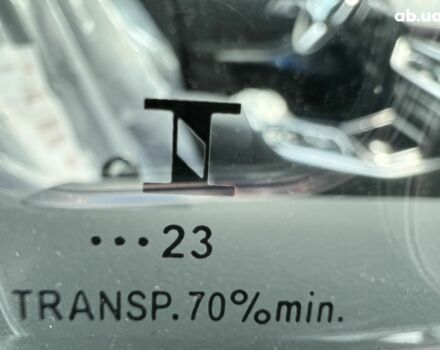 ab.ua
I
•••23
TRANSP.70%min.